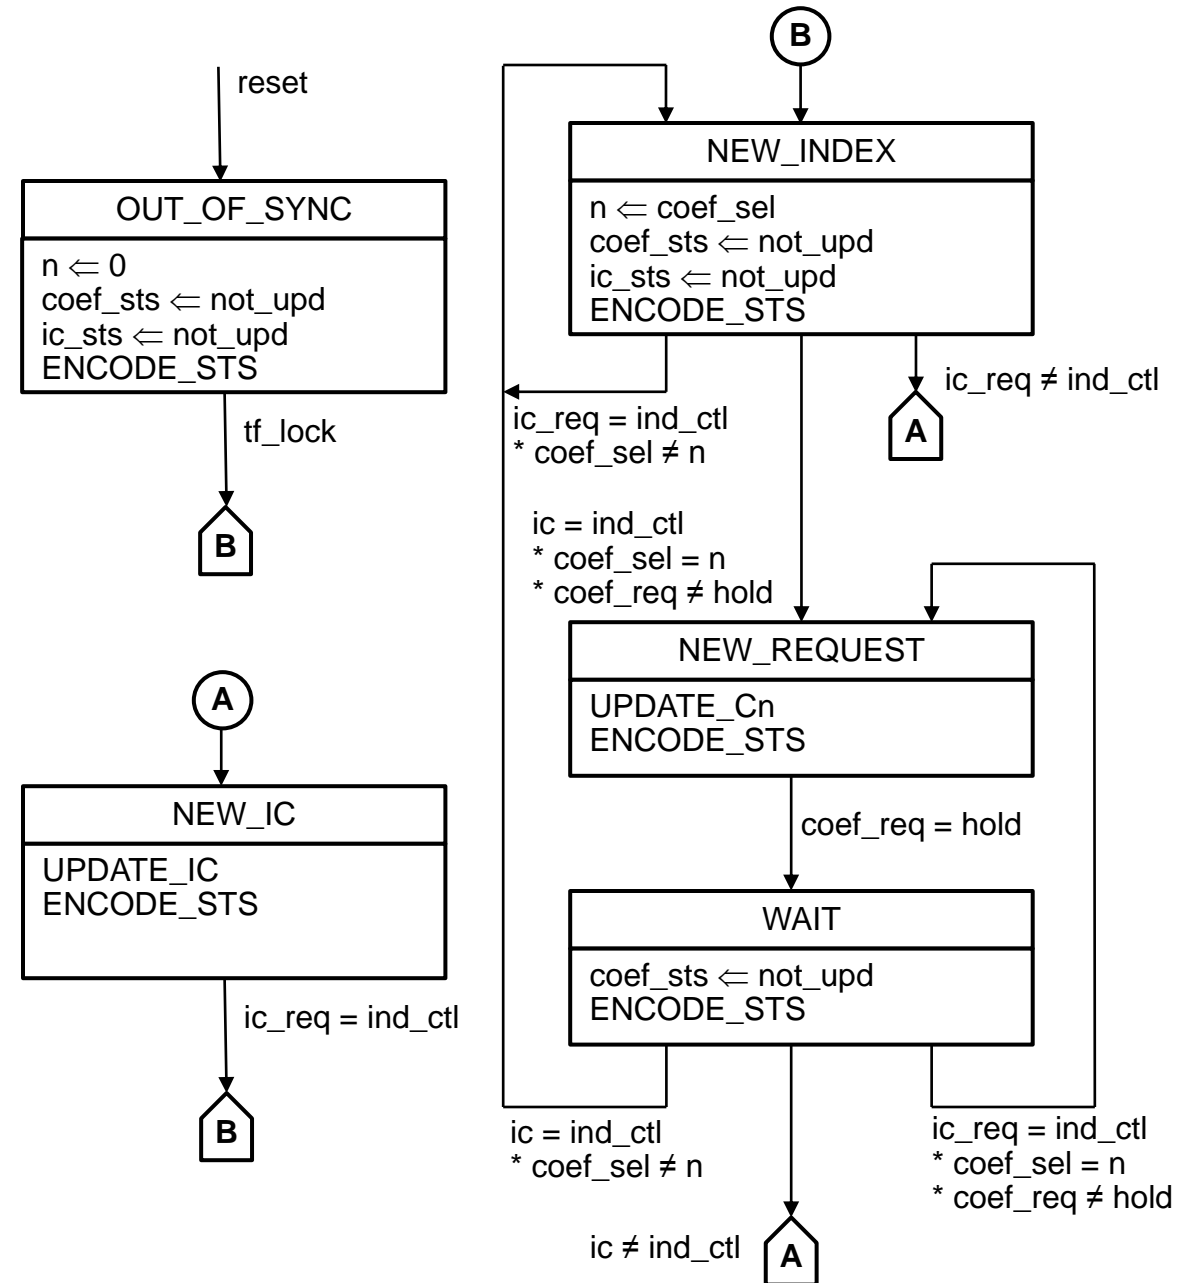 reset
OUT_OF_SYNC
n ⇐ 0
coef_sts ⇐ not_upd
ic_sts ⇐ not_upd
ENCODE_STS
tf_lock
B
A
NEW_IC
UPDATE_IC
ENCODE_STS
ic_req = ind_ctl
B
B
NEW_INDEX
n ⇐ coef_sel
coef_sts ⇐ not_upd
ic_sts ⇐ not_upd
ENCODE_STS
ic_req = ind_ctl
* coef_sel ≠ n
ic_req ≠ ind_ctl
A
ic = ind_ctl
* coef_sel = n
* coef_req ≠ hold
NEW_REQUEST
UPDATE_Cn
ENCODE_STS
coef_req = hold
WAIT
coef_sts ⇐ not_upd
ENCODE_STS
ic = ind_ctl
* coef_sel ≠ n
ic_req = ind_ctl
* coef_sel = n
* coef_req ≠ hold
ic ≠ ind_ctl
A